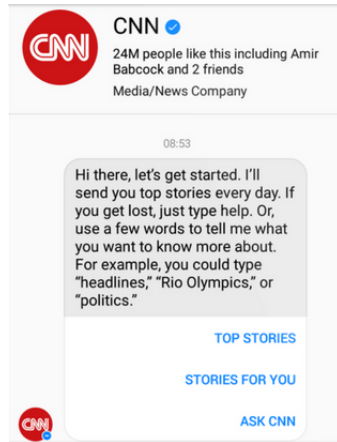 CNN
CNN
24M people like this including Amir
Babcock and 2 friends
Media/News Company
08:53
Hi there, let's get started. I'll
send you top stories every day. If
you get lost, just type help. Or,
use a few words to tell me what
you want to know more about.
For example, you could type
“headlines,” “Rio Olympics,” or
“politics.”
TOP STORIES
STORIES FOR YOU
ASK CNN
CNN